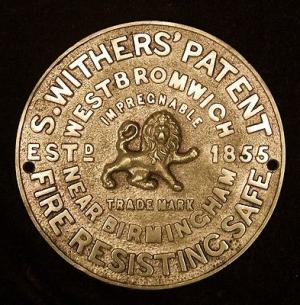 S. WITHERS' PATENT
WEST BROMWICH
IMPREGNABLE
ESTD 1855
TRADE MARK
NEAR BIRMINGHAM
FIRE RESISTING SAFE